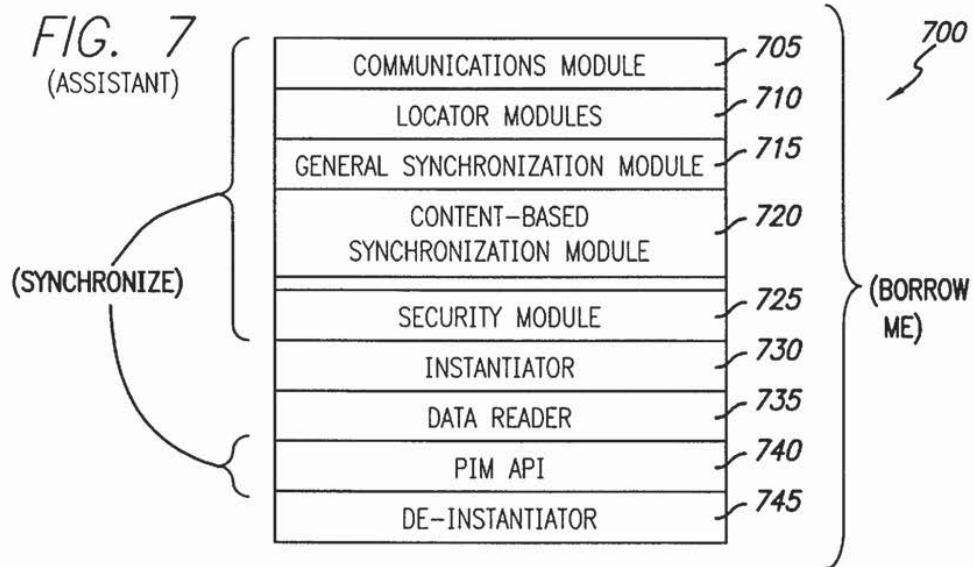 FIG. 7
(ASSISTANT)
700
COMMUNICATIONS MODULE 705
LOCATOR MODULES 710
GENERAL SYNCHRONIZATION MODULE 715
CONTENT-BASED
SYNCHRONIZATION MODULE 720
(SYNCHRONIZE)
(BORROW
ME)
SECURITY MODULE 725
INSTANTIATOR 730
DATA READER 735
PIM API 740
DE-INSTANTIATOR 745